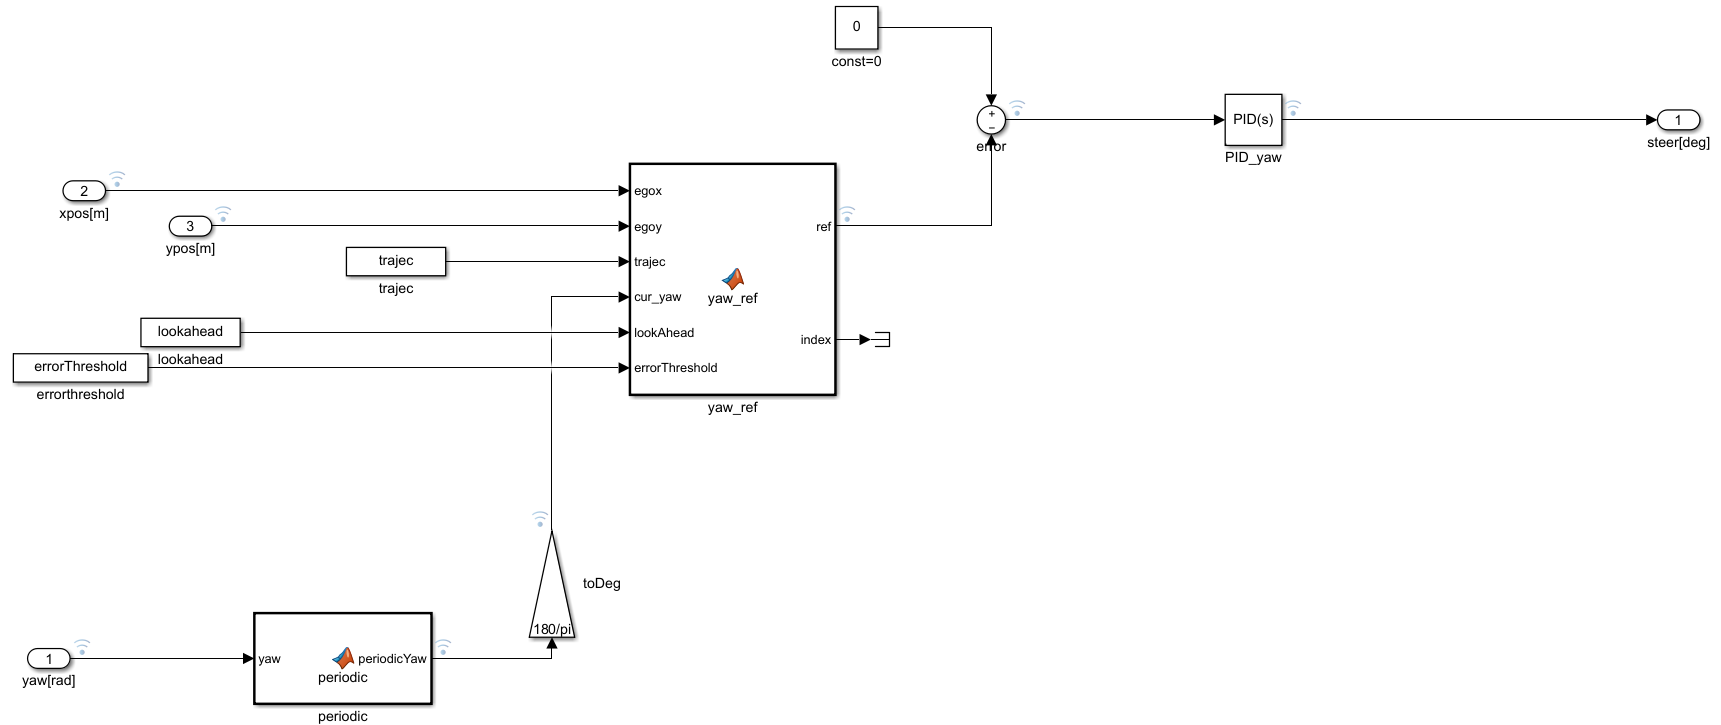 0
const=0
+
−
error
PID(s)
PID_yaw
1
steer[deg]
2
xpos[m]
3
ypos[m]
trajec
trajec
lookahead
lookahead
errorThreshold
errorthreshold
egox
egoy
trajec
cur_yaw
lookAhead
errorThreshold
yaw_ref
ref
index
yaw_ref
toDeg
180/pi
1
yaw[rad]
yaw
periodicYaw
periodic
periodic